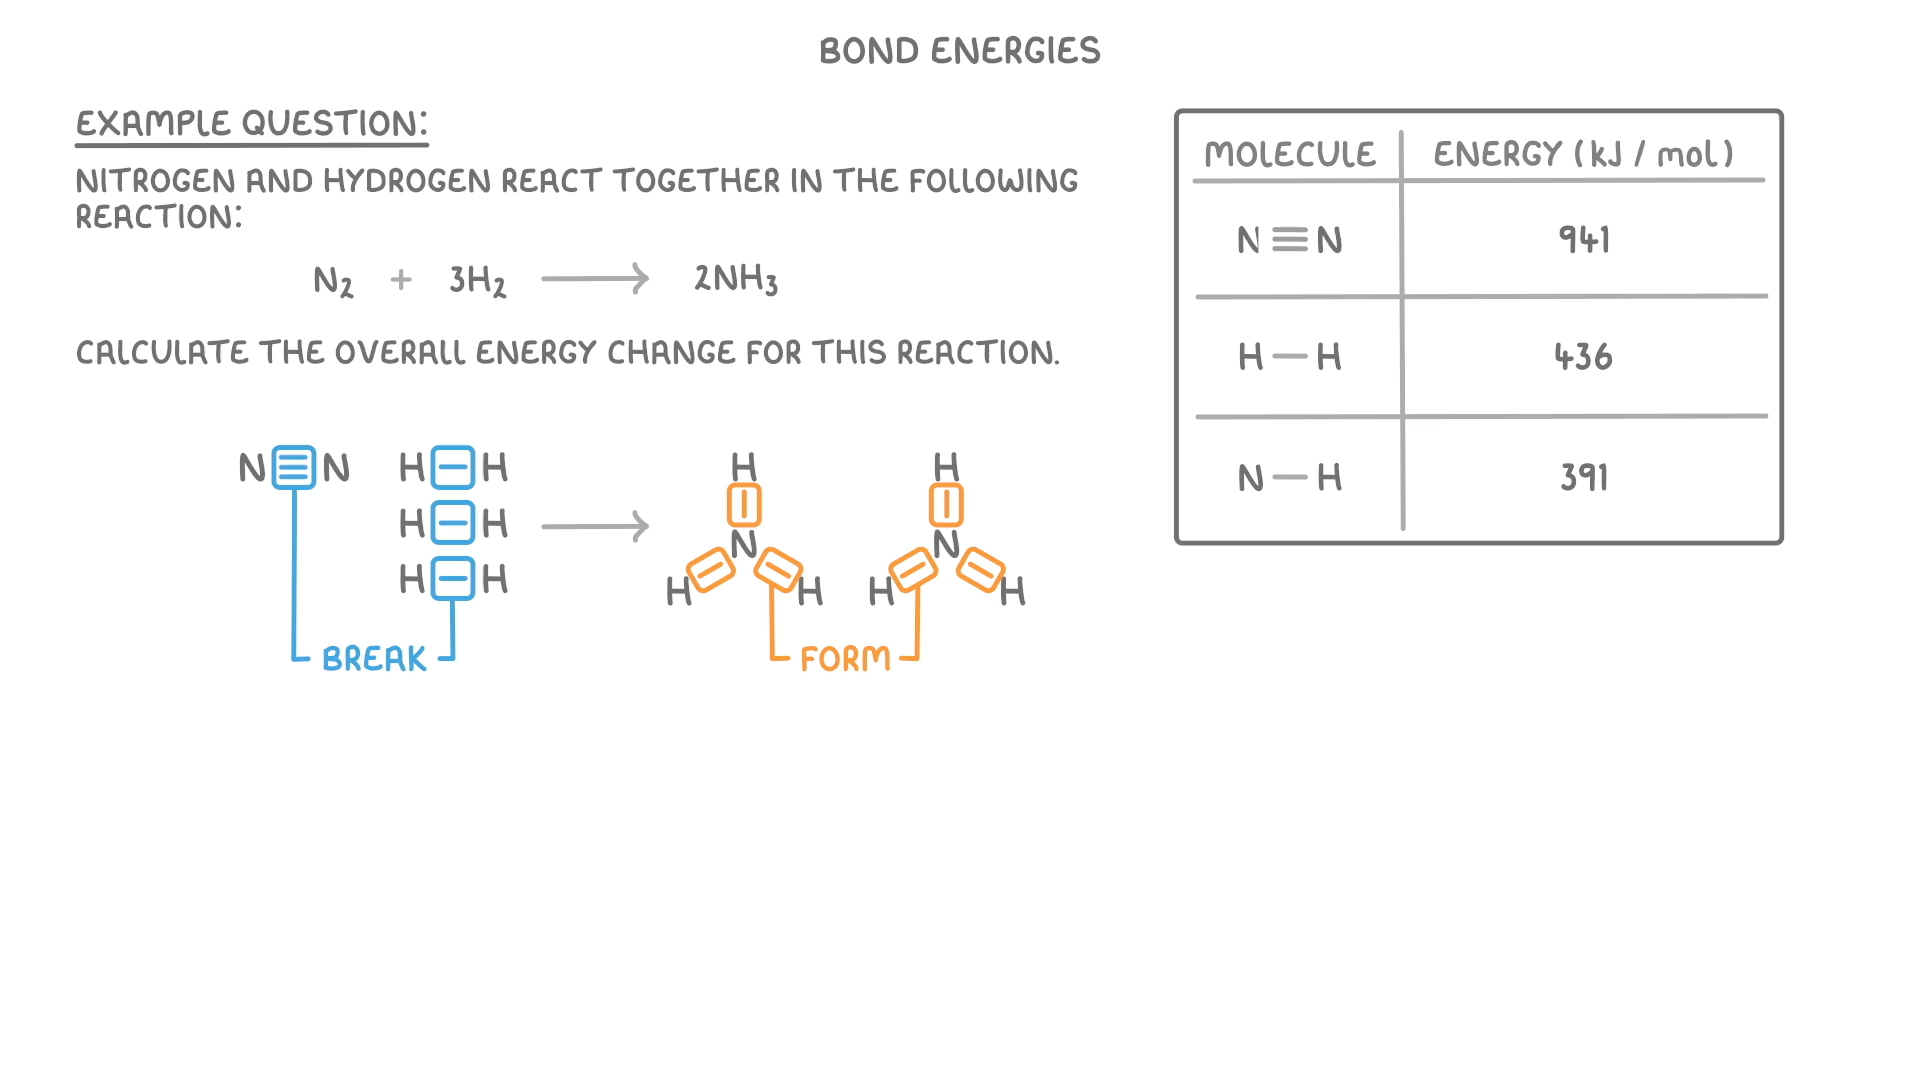 BOND ENERGIES
EXAMPLE QUESTION:
NITROGEN AND HYDROGEN REACT TOGETHER IN THE FOLLOWING
REACTION:
N₂ + 3H₂ → 2NH₃
CALCULATE THE OVERALL ENERGY CHANGE FOR THIS REACTION.
N≡N H—H → H H
H—H N N
H—H H H H H
BREAK FORM
MOLECULE ENERGY (kJ / mol)
N≡N 941
H—H 436
N—H 391